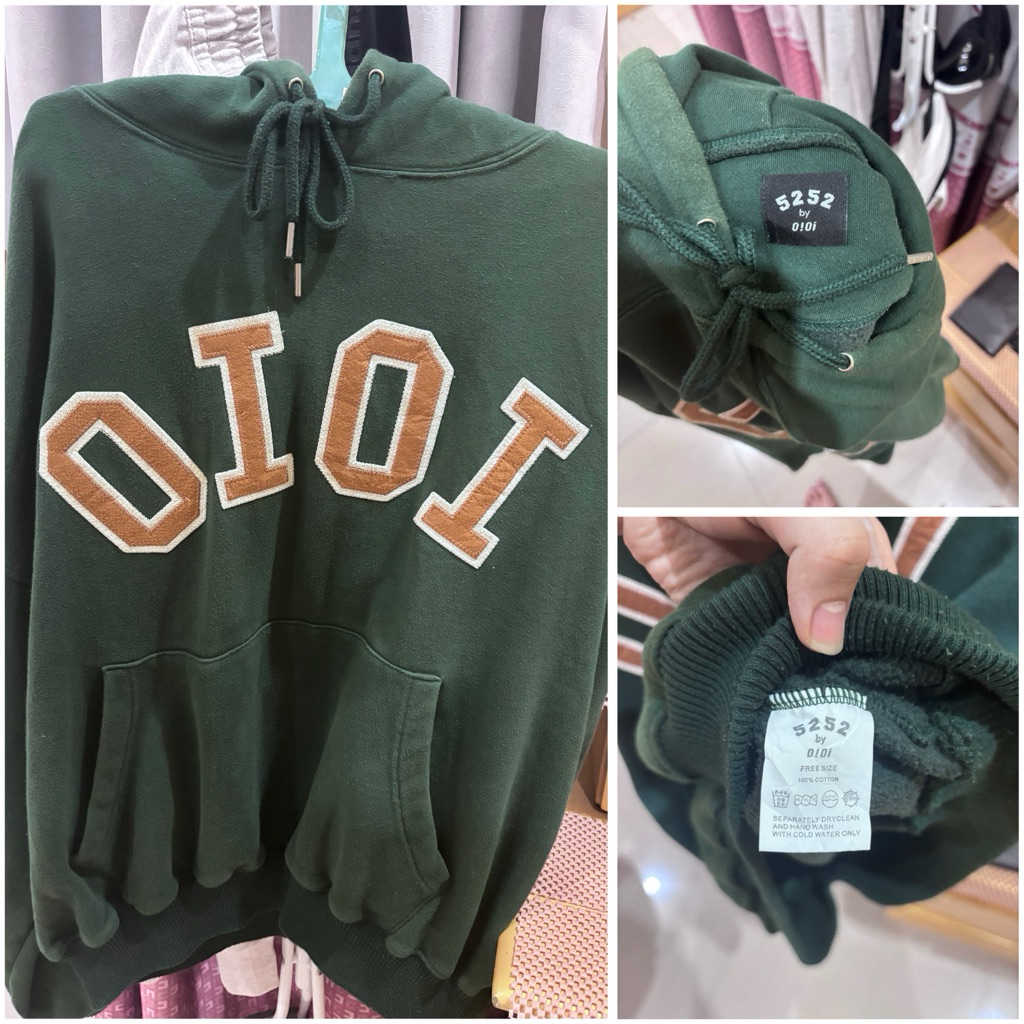 OIOI
5252
by
O!Oi
5252
by
O!Oi
FREE SIZE
100% COTTON
SEPARATELY DRYCLEAN
AND HAND WASH
WITH COLD WATER ONLY